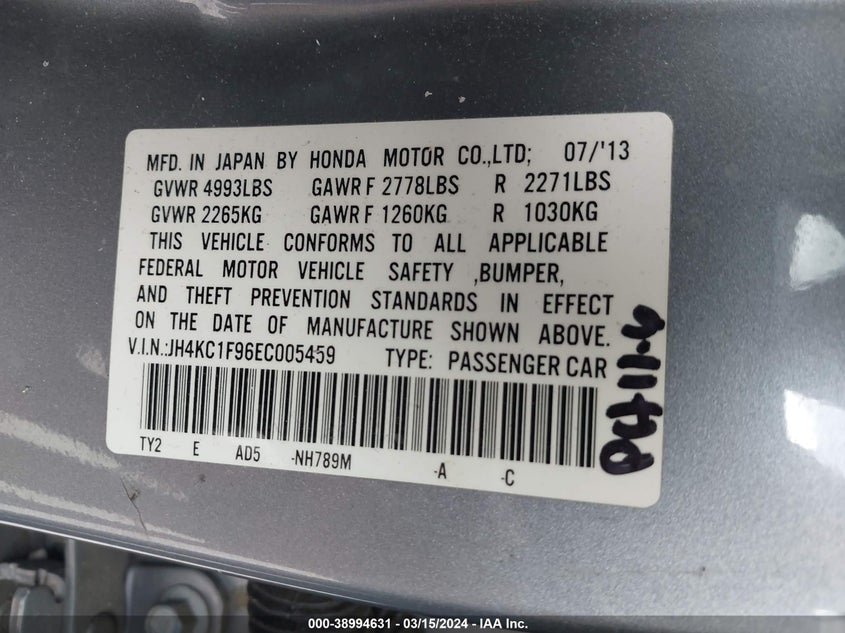 MFD. IN JAPAN BY HONDA MOTOR CO.,LTD; 07/'13
GVWR 4993LBS GAWR F 2778LBS R 2271LBS
GVWR 2265KG GAWR F 1260KG R 1030KG
THIS VEHICLE CONFORMS TO ALL APPLICABLE
FEDERAL MOTOR VEHICLE SAFETY ,BUMPER,
AND THEFT PREVENTION STANDARDS IN EFFECT
ON THE DATE OF MANUFACTURE SHOWN ABOVE.
V.I.N.:JH4KC1F96EC005459 TYPE: PASSENGER CAR
TY2 E AD5 -NH789M -A -C
000-38994631 - 03/15/2024 - IAA Inc.